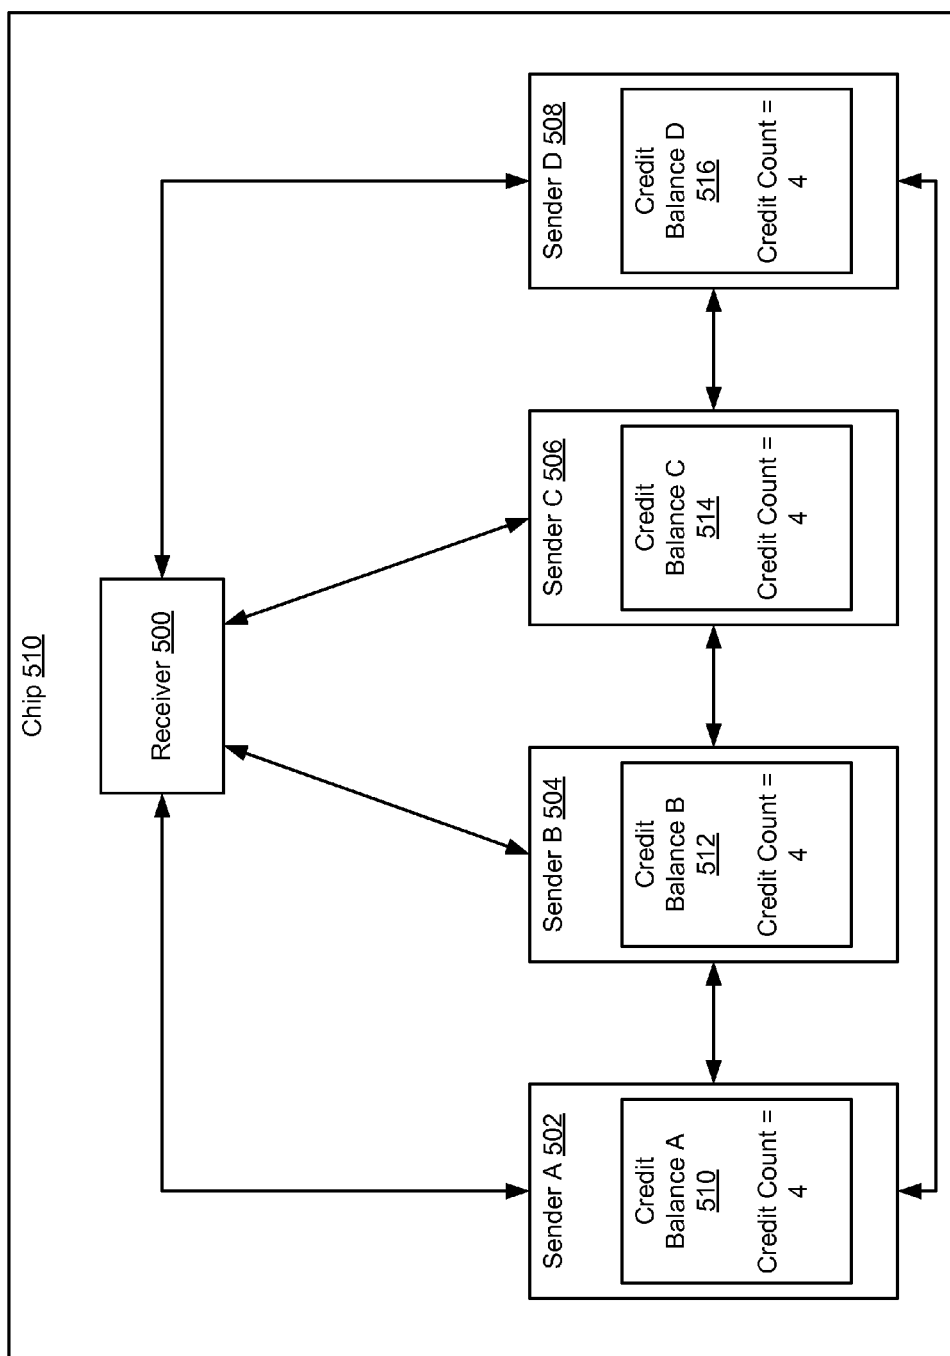 Chip 510
Receiver 500
Sender A 502
Credit
Balance A
510
Credit Count =
4
Sender B 504
Credit
Balance B
512
Credit Count =
4
Sender C 506
Credit
Balance C
514
Credit Count =
4
Sender D 508
Credit
Balance D
516
Credit Count =
4